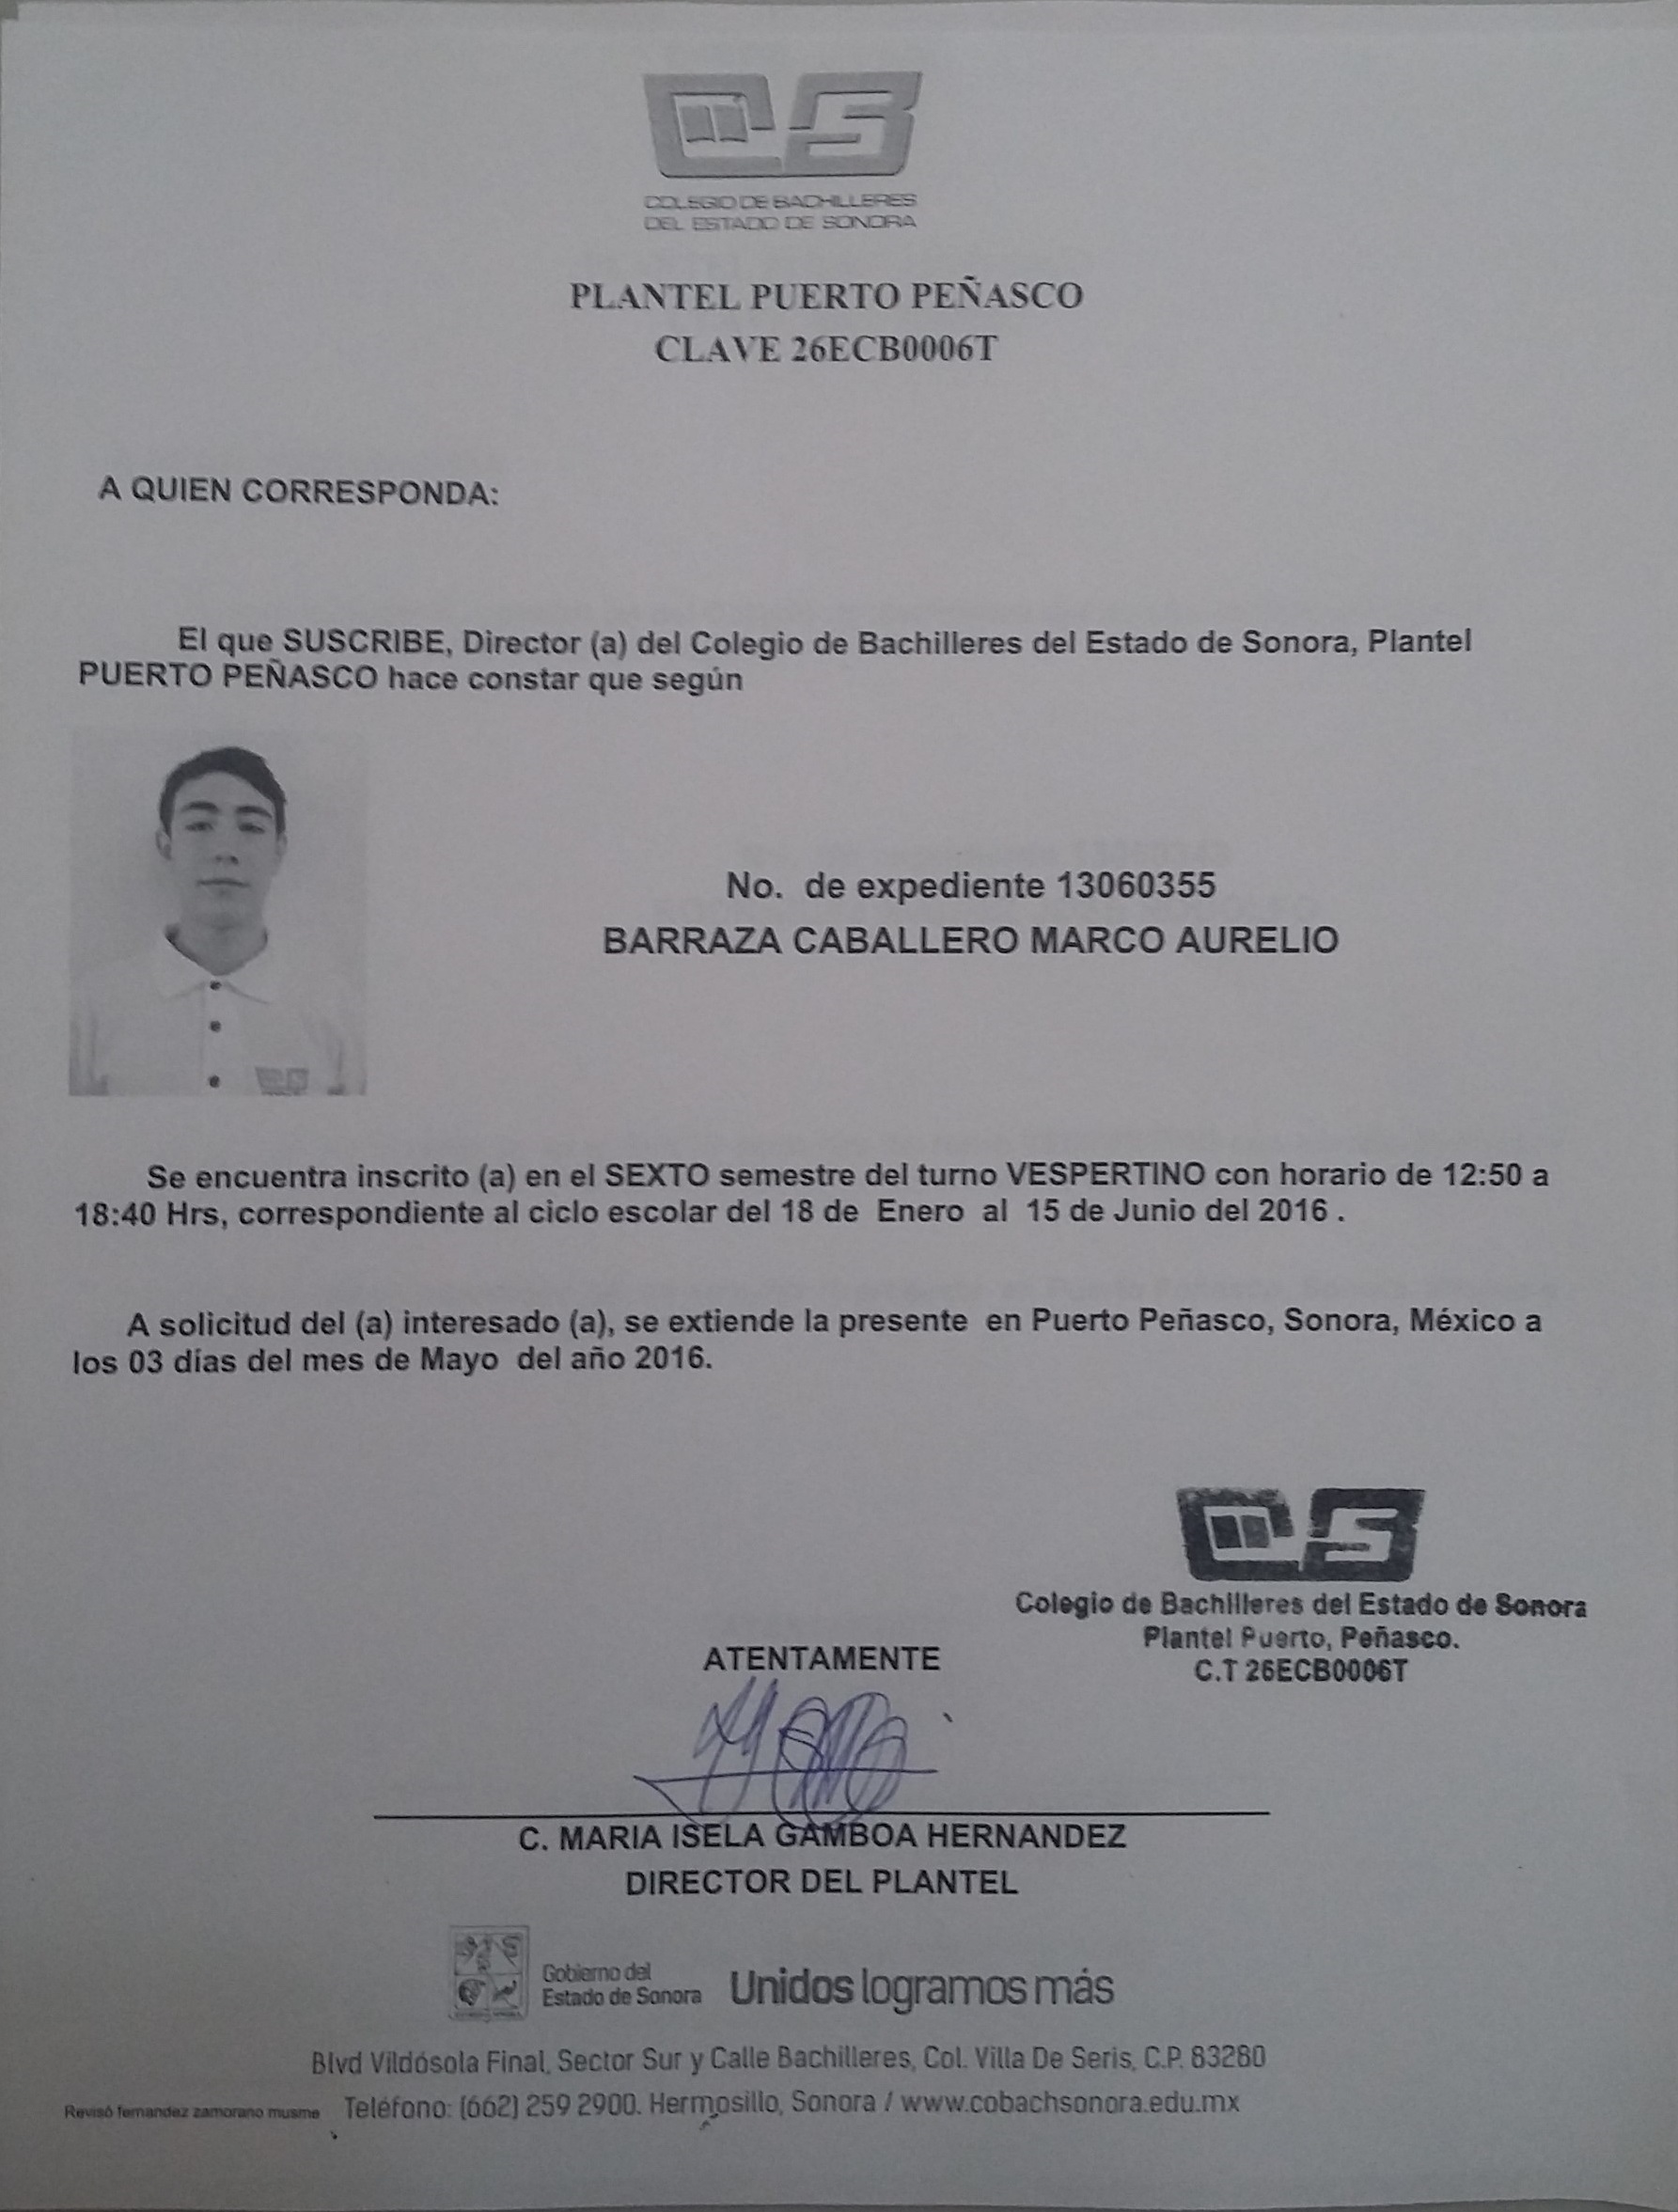 COLEGIO DE BACHILLERES
DEL ESTADO DE SONORA
PLANTEL PUERTO PEÑASCO
CLAVE 26ECB0006T
A QUIEN CORRESPONDA:
El que SUSCRIBE, Director (a) del Colegio de Bachilleres del Estado de Sonora, Plantel
PUERTO PEÑASCO hace constar que según
No. de expediente 13060355
BARRAZA CABALLERO MARCO AURELIO
Se encuentra inscrito (a) en el SEXTO semestre del turno VESPERTINO con horario de 12:50 a
18:40 Hrs, correspondiente al ciclo escolar del 18 de Enero al 15 de Junio del 2016 .
A solicitud del (a) interesado (a), se extiende la presente en Puerto Peñasco, Sonora, México a
los 03 días del mes de Mayo del año 2016.
Colegio de Bachilleres del Estado de Sonora
Plantel Puerto, Peñasco.
C.T 26ECB0006T
ATENTAMENTE
C. MARIA ISELA GAMBOA HERNANDEZ
DIRECTOR DEL PLANTEL
Gobierno del
Estado de Sonora
Unidos logramos más
Blvd Vildósola Final, Sector Sur y Calle Bachilleres, Col. Villa De Seris, C.P. 83280
Revisó fernandez zamorano musme
Teléfono: (662) 259 2900. Hermosillo, Sonora / www.cobachsonora.edu.mx